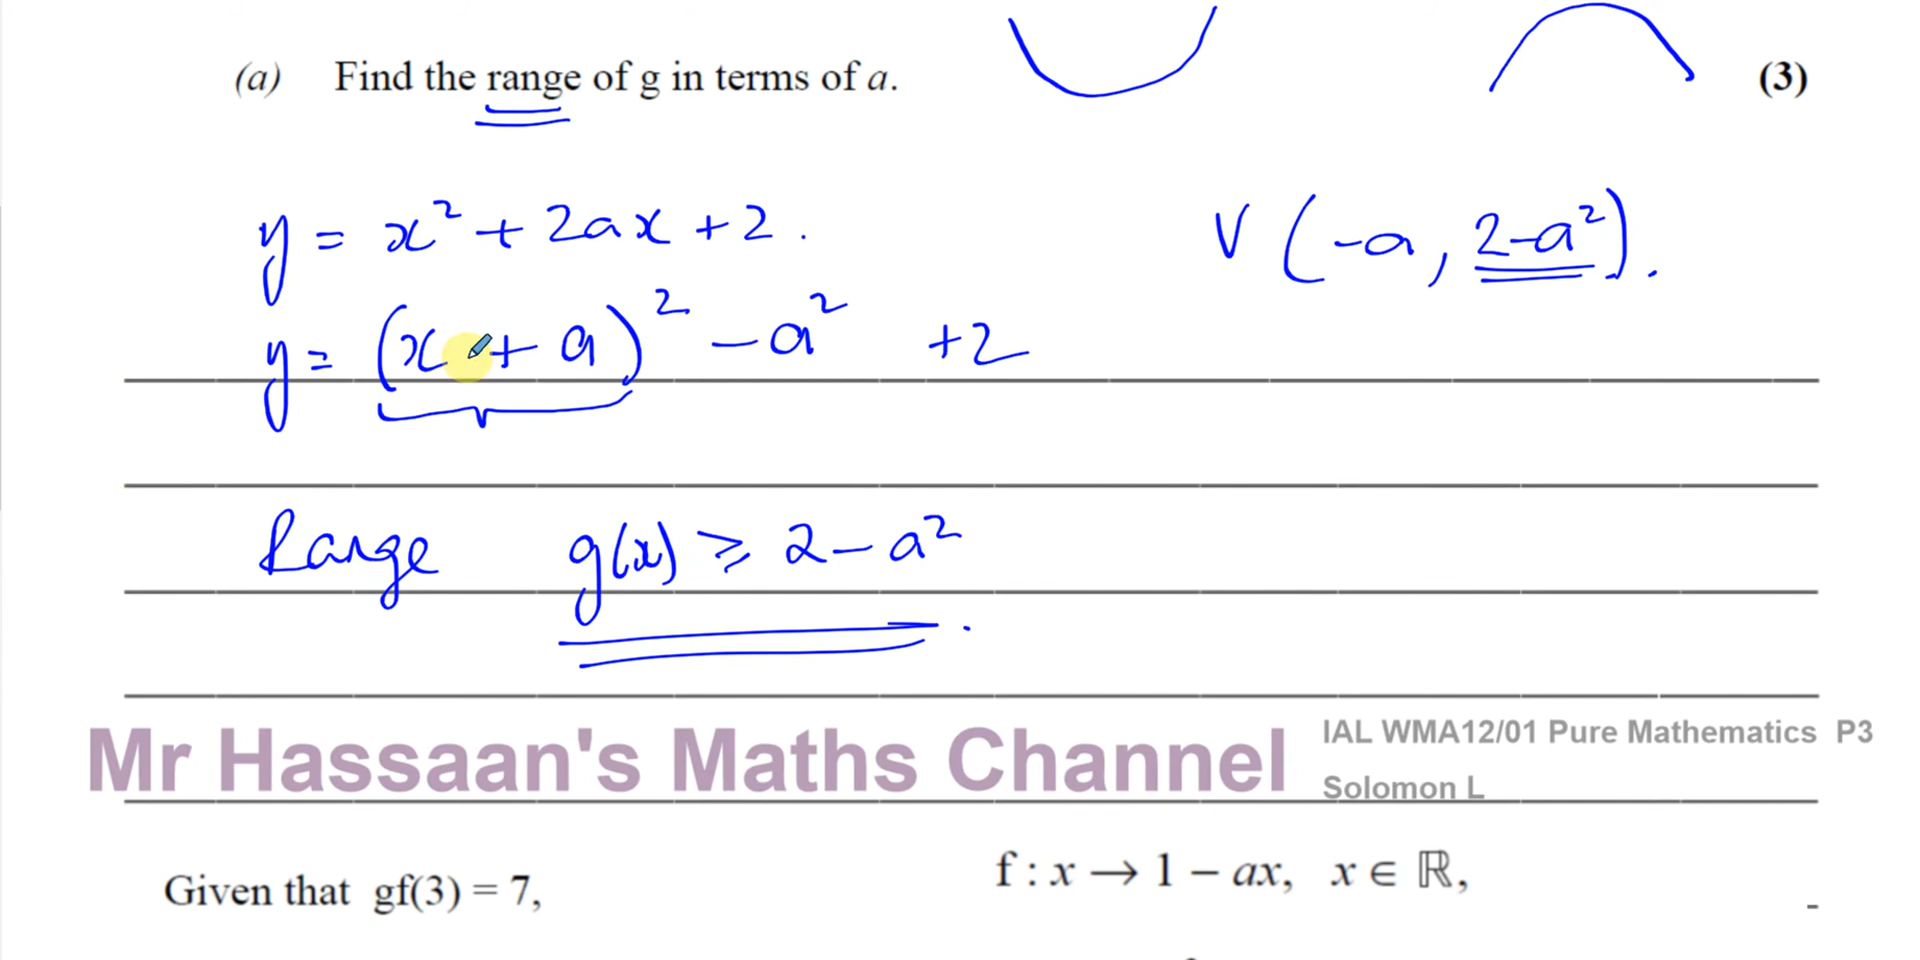 (a) Find the range of g in terms of a.
(3)
y = x² + 2ax + 2.
V (-a, 2-a²).
y = (x + a)² - a² + 2
Range g(x) ⩾ 2 - a²
Mr Hassaan's Maths Channel
IAL WMA12/01 Pure Mathematics P3
Solomon L
f : x → 1 – ax, x ∈ ℝ,
Given that gf(3) = 7,